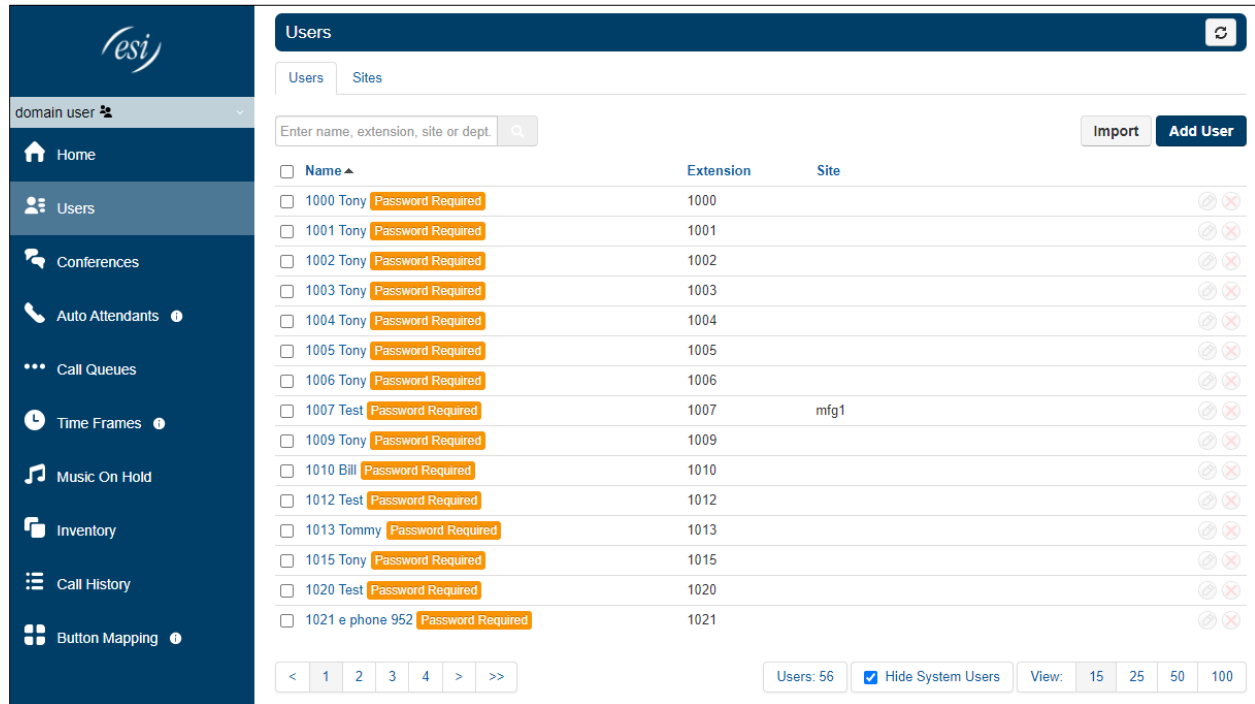 esi
domain user
Home
Users
Conferences
Auto Attendants
Call Queues
Time Frames
Music On Hold
Inventory
Call History
Button Mapping
Users
Users Sites
Enter name, extension, site or dept.
Import Add User
Name Extension Site
1000 Tony Password Required 1000
1001 Tony Password Required 1001
1002 Tony Password Required 1002
1003 Tony Password Required 1003
1004 Tony Password Required 1004
1005 Tony Password Required 1005
1006 Tony Password Required 1006
1007 Test Password Required 1007 mfg1
1009 Tony Password Required 1009
1010 Bill Password Required 1010
1012 Test Password Required 1012
1013 Tommy Password Required 1013
1015 Tony Password Required 1015
1020 Test Password Required 1020
1021 e phone 952 Password Required 1021
< 1 2 3 4 > >> Users: 56 Hide System Users View: 15 25 50 100